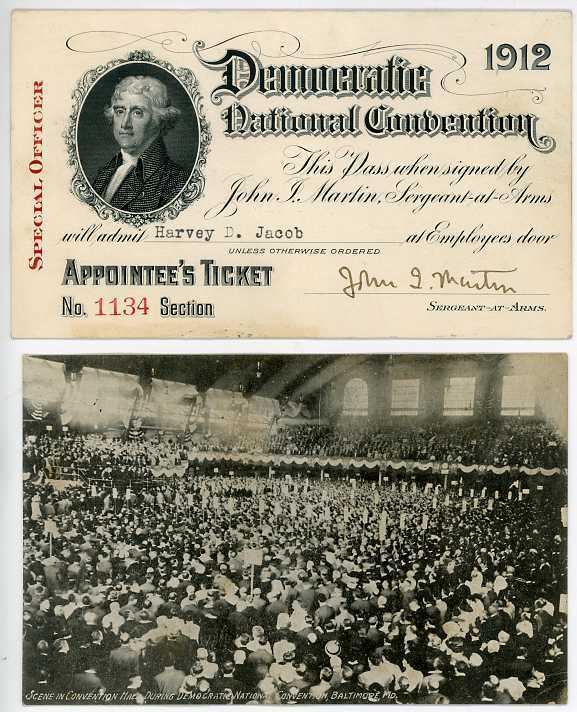 1912
Democratic
National Convention
SPECIAL OFFICER
This Pass when signed by
John I. Martin, Sergeant-at-Arms
will admit Harvey D. Jacob at Employees door
UNLESS OTHERWISE ORDERED
APPOINTEE'S TICKET
No. 1134 Section
John I. Martin
SERGEANT-AT-ARMS.
SCENE IN CONVENTION HALL DURING DEMOCRATIC NATIONAL CONVENTION, BALTIMORE, MD.